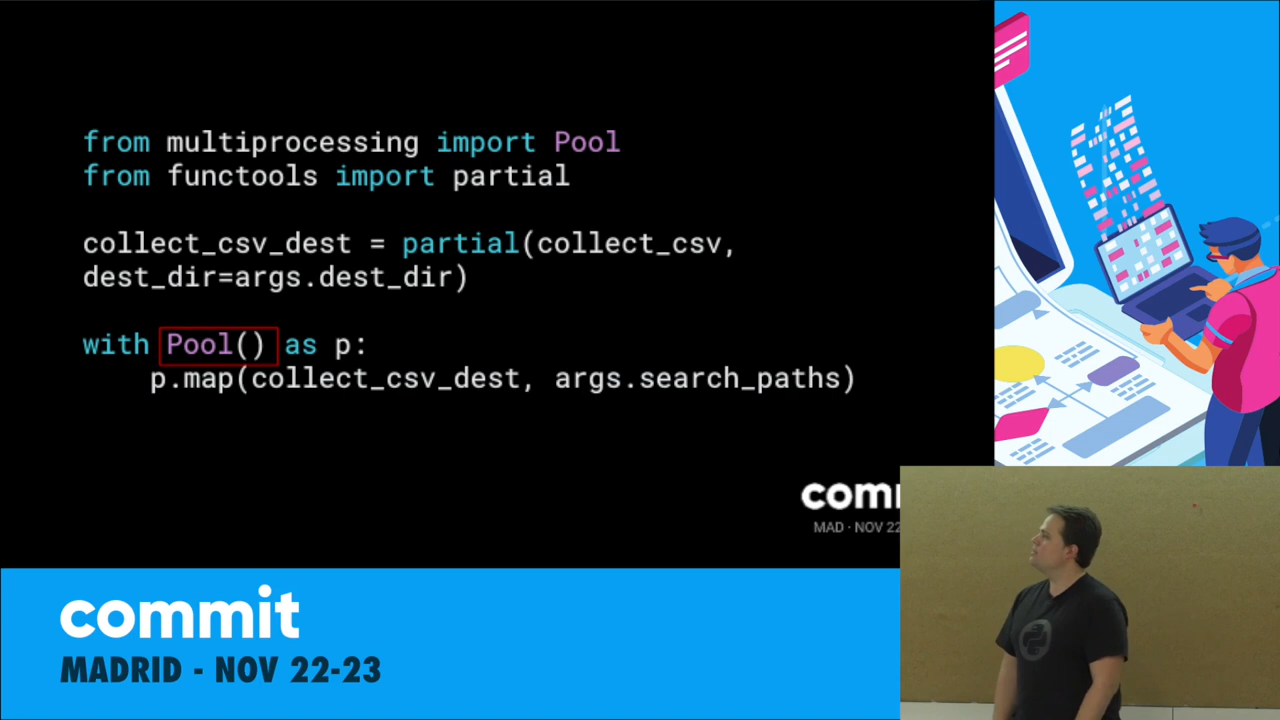 from multiprocessing import Pool
from functools import partial
collect_csv_dest = partial(collect_csv,
dest_dir=args.dest_dir)
with Pool() as p:
p.map(collect_csv_dest, args.search_paths)
com
MAD · NOV 22
commit
MADRID - NOV 22-23